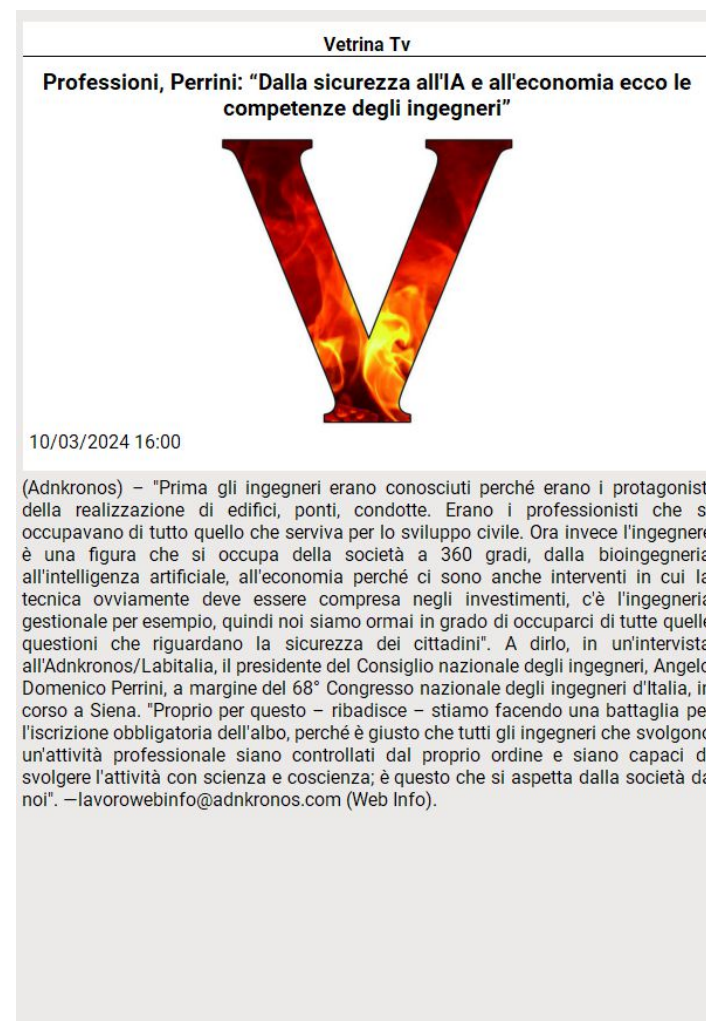 Vetrina Tv
Professioni, Perrini: “Dalla sicurezza all'IA e all'economia ecco le
competenze degli ingegneri”
V
10/03/2024 16:00
(Adnkronos) – "Prima gli ingegneri erano conosciuti perché erano i protagonist
della realizzazione di edifici, ponti, condotte. Erano i professionisti che s
occupavano di tutto quello che serviva per lo sviluppo civile. Ora invece l'ingegnere
è una figura che si occupa della società a 360 gradi, dalla bioingegneria
all'intelligenza artificiale, all'economia perché ci sono anche interventi in cui la
tecnica ovviamente deve essere compresa negli investimenti, c'è l'ingegneria
gestionale per esempio, quindi noi siamo ormai in grado di occuparci di tutte quelle
questioni che riguardano la sicurezza dei cittadini". A dirlo, in un'intervista
all'Adnkronos/Labitalia, il presidente del Consiglio nazionale degli ingegneri, Angelo
Domenico Perrini, a margine del 68° Congresso nazionale degli ingegneri d'Italia, in
corso a Siena. "Proprio per questo – ribadisce – stiamo facendo una battaglia pe
l'iscrizione obbligatoria dell'albo, perché è giusto che tutti gli ingegneri che svolgono
un'attività professionale siano controllati dal proprio ordine e siano capaci d
svolgere l'attività con scienza e coscienza; è questo che si aspetta dalla società da
noi". —lavorowebinfo@adnkronos.com (Web Info).